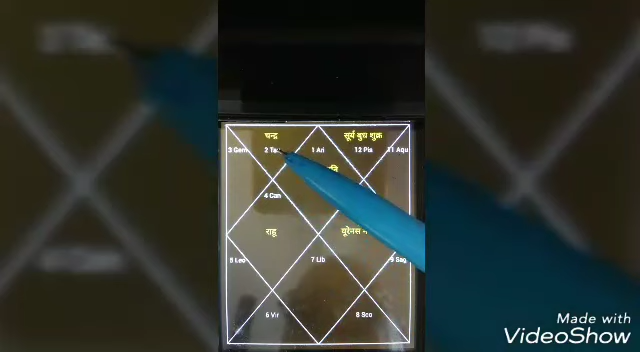 चन्द्र सूर्य बुध शुक्र
3 Gem 2 Ta 1 Ari 12 Pis 11 Aqu
4 Can
राहू यूरेनस
5 Leo 7 Lib 9 Sag
6 Vir 8 Sco
Made with
VideoShow